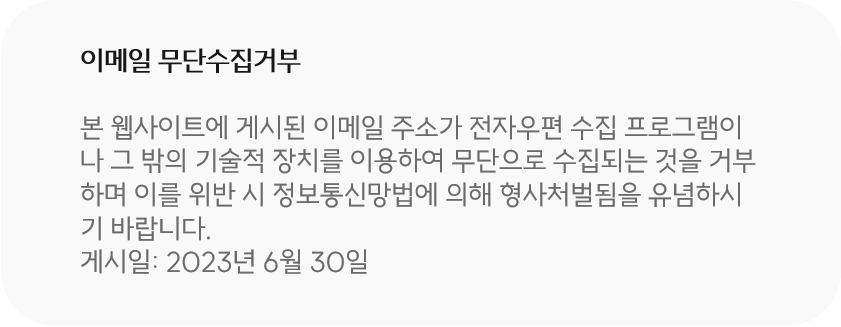 이메일 무단수집거부
본 웹사이트에 게시된 이메일 주소가 전자우편 수집 프로그램이
나 그 밖의 기술적 장치를 이용하여 무단으로 수집되는 것을 거부
하며 이를 위반 시 정보통신망법에 의해 형사처벌됨을 유념하시
기 바랍니다.
게시일: 2023년 6월 30일